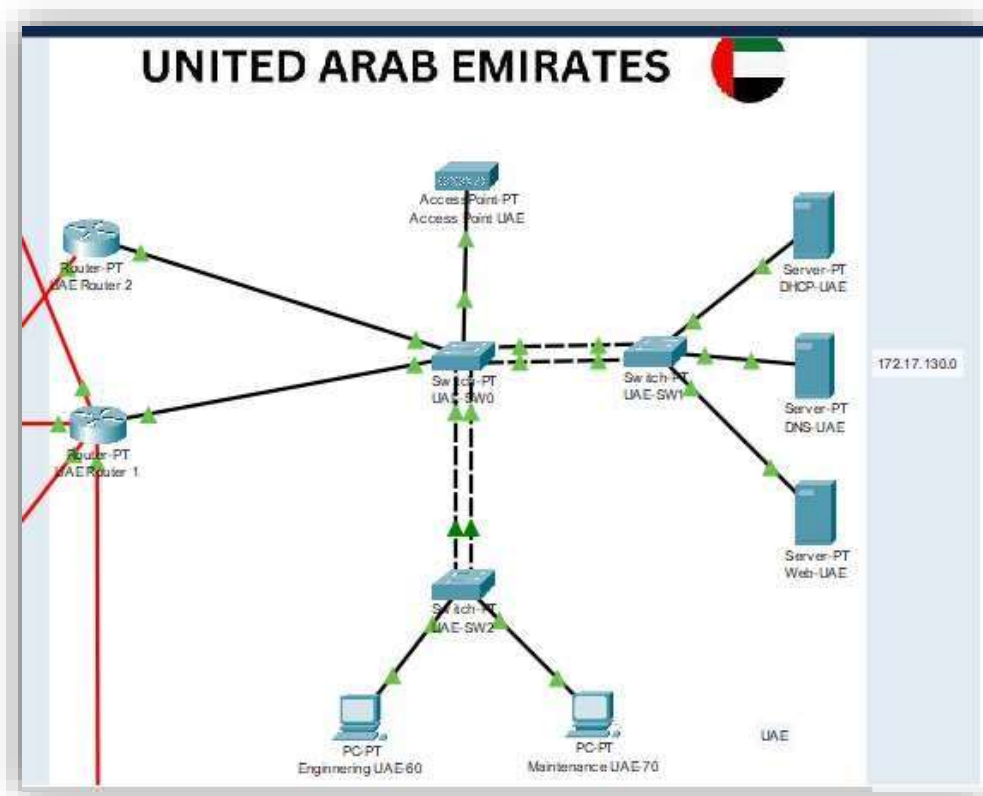 UNITED ARAB EMIRATES
AccessPoint-PT
Access Point UAE
Router-PT
UAE Router 2
Server-PT
DHCP-UAE
Switch-PT
UAE-SW0
Switch-PT
UAE-SW1
172.17.130.0
Server-PT
DNS-UAE
Router-PT
UAE Router 1
Server-PT
Web-UAE
Switch-PT
UAE-SW2
UAE
PC-PT
Enginnering UAE-60
PC-PT
Maintenance UAE-70